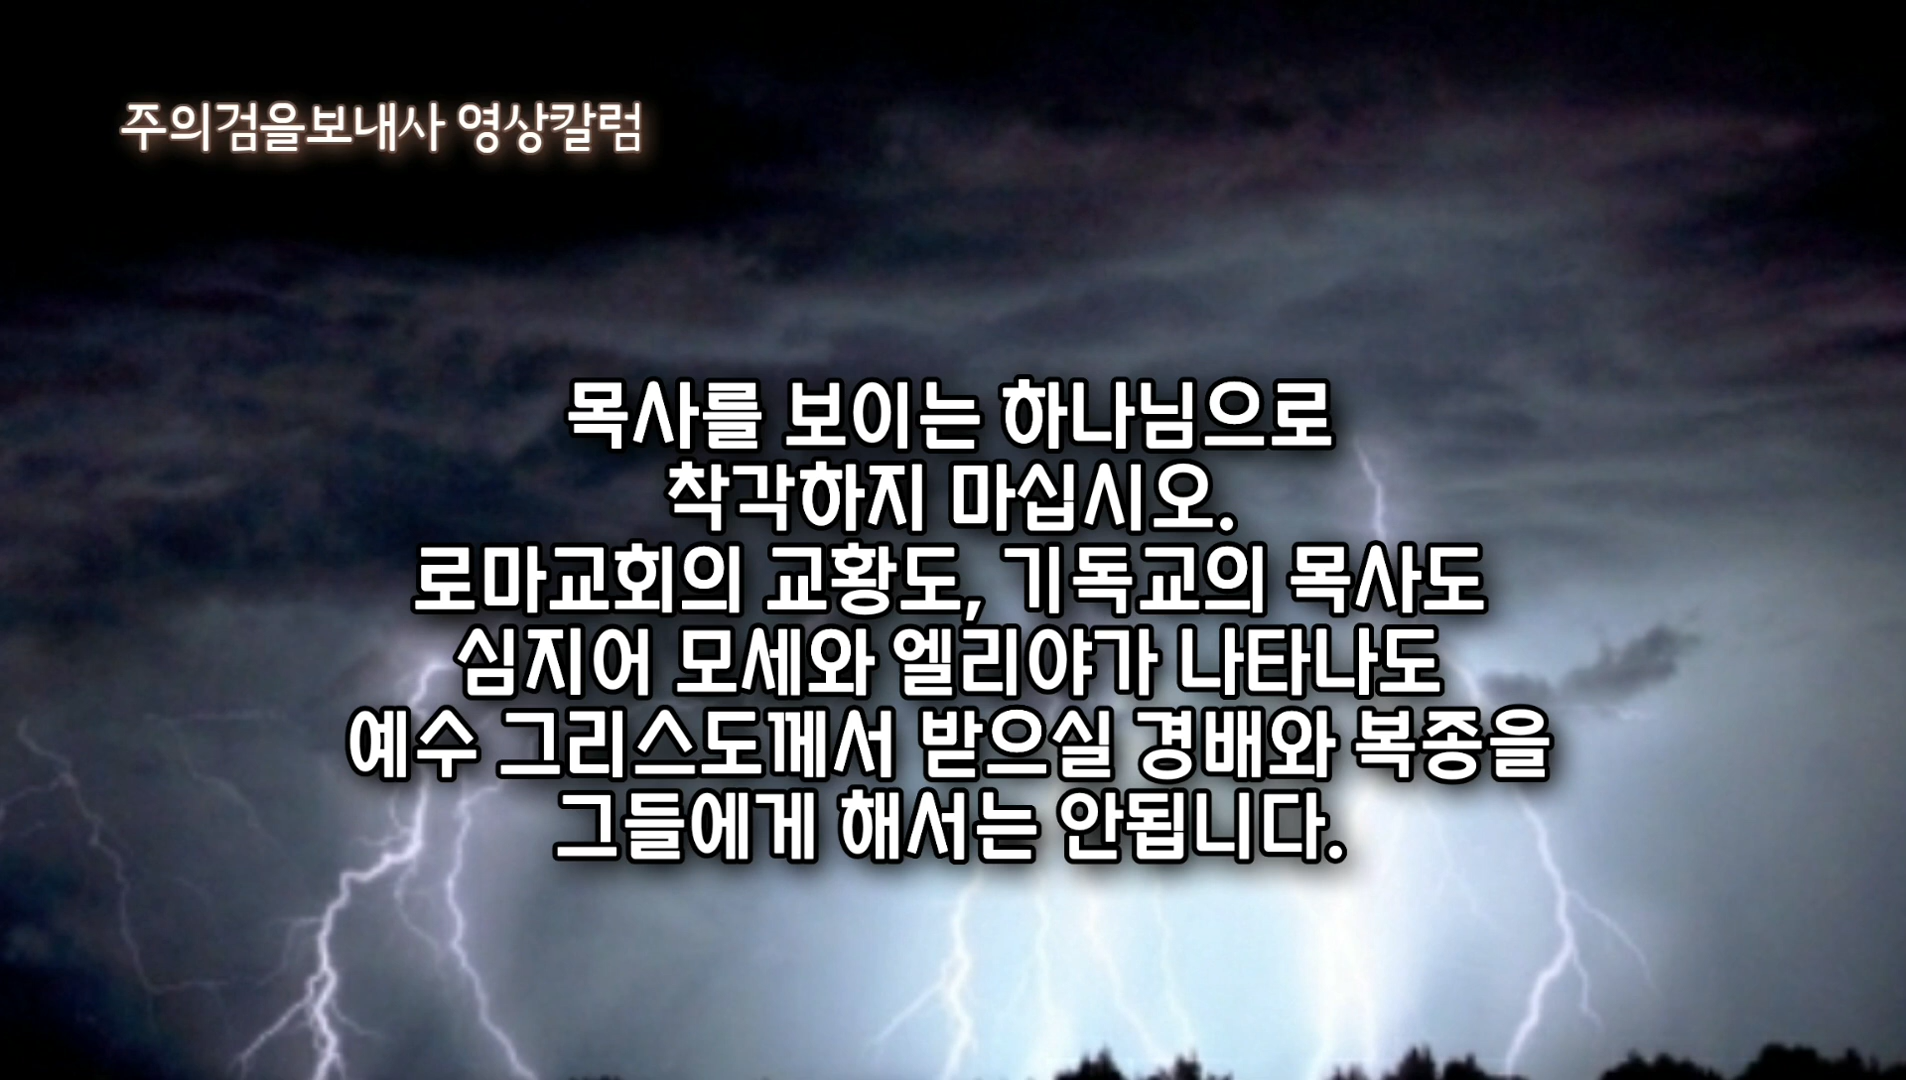 주의검을보내사 영상칼럼
목사를 보이는 하나님으로
착각하지 마십시오.
로마교회의 교황도, 기독교의 목사도
심지어 모세와 엘리야가 나타나도
예수 그리스도께서 받으실 경배와 복종을
그들에게 해서는 안됩니다.